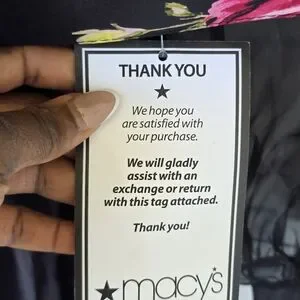 THANK YOU
★
We hope you
are satisfied with
your purchase.
We will gladly
assist with an
exchange or return
with this tag attached.
Thank you!
★macy's